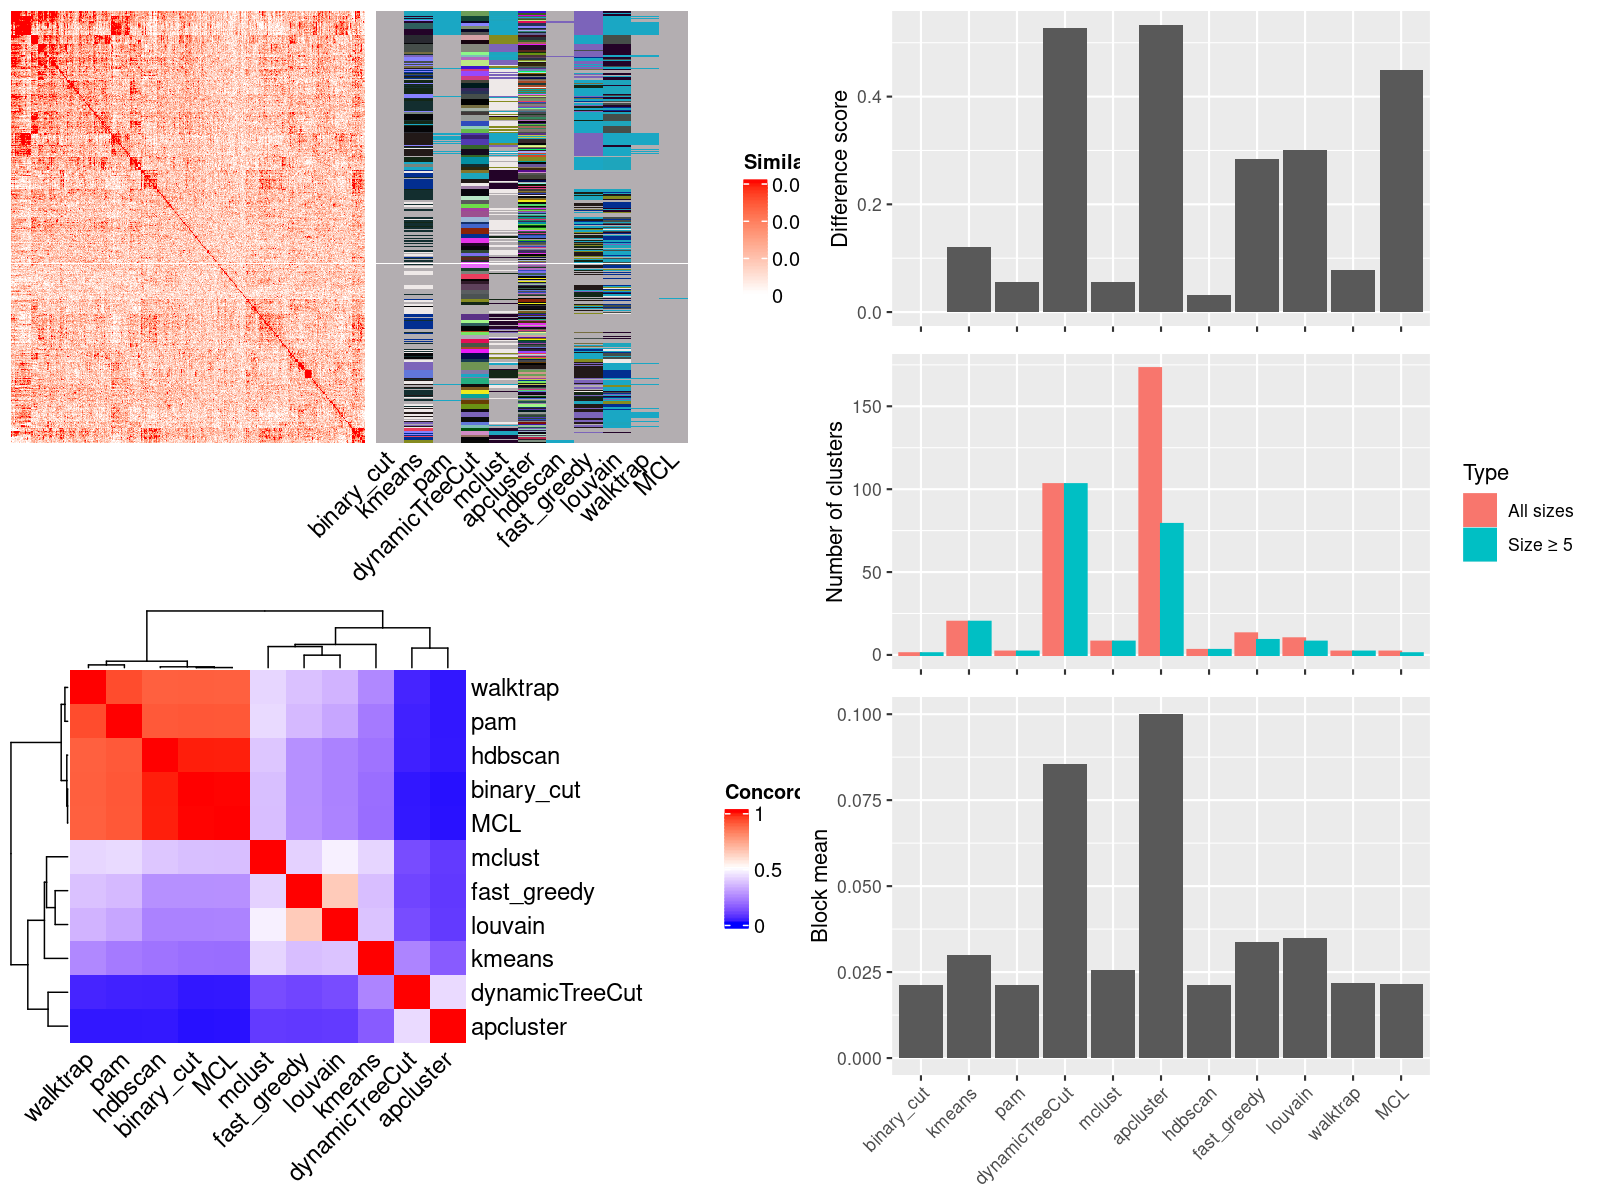 Simila
0.0
0.0
0.0
0
binary_cut
kmeans
pam
dynamicTreeCut
mclust
apcluster
hdbscan
fast_greedy
louvain
walktrap
MCL
walktrap
pam
hdbscan
binary_cut
MCL
mclust
fast_greedy
louvain
kmeans
dynamicTreeCut
apcluster
walktrap
pam
hdbscan
binary_cut
MCL
mclust
fast_greedy
louvain
kmeans
dynamicTreeCut
apcluster
Concord
1
0.5
0
Difference score
0.4
0.2
0.0
Number of clusters
150
100
50
0
Type
All sizes
Size ≥ 5
Block mean
0.100
0.075
0.050
0.025
0.000
binary_cut
kmeans
pam
dynamicTreeCut
mclust
apcluster
hdbscan
fast_greedy
louvain
walktrap
MCL